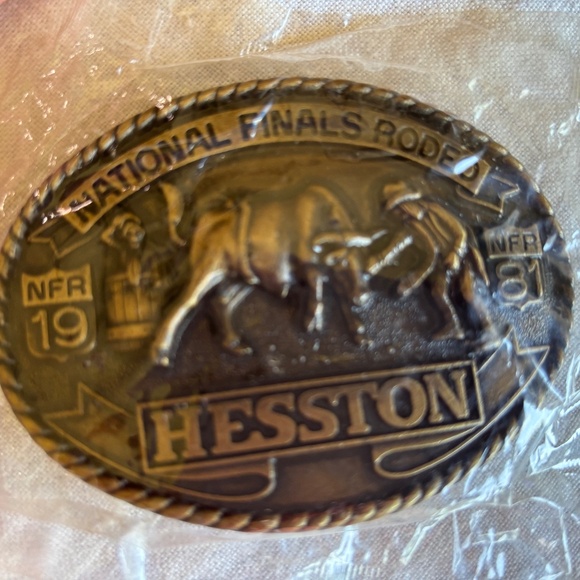 NATIONAL FINALS RODEO
NFR
19
NFR
81
HESSTON